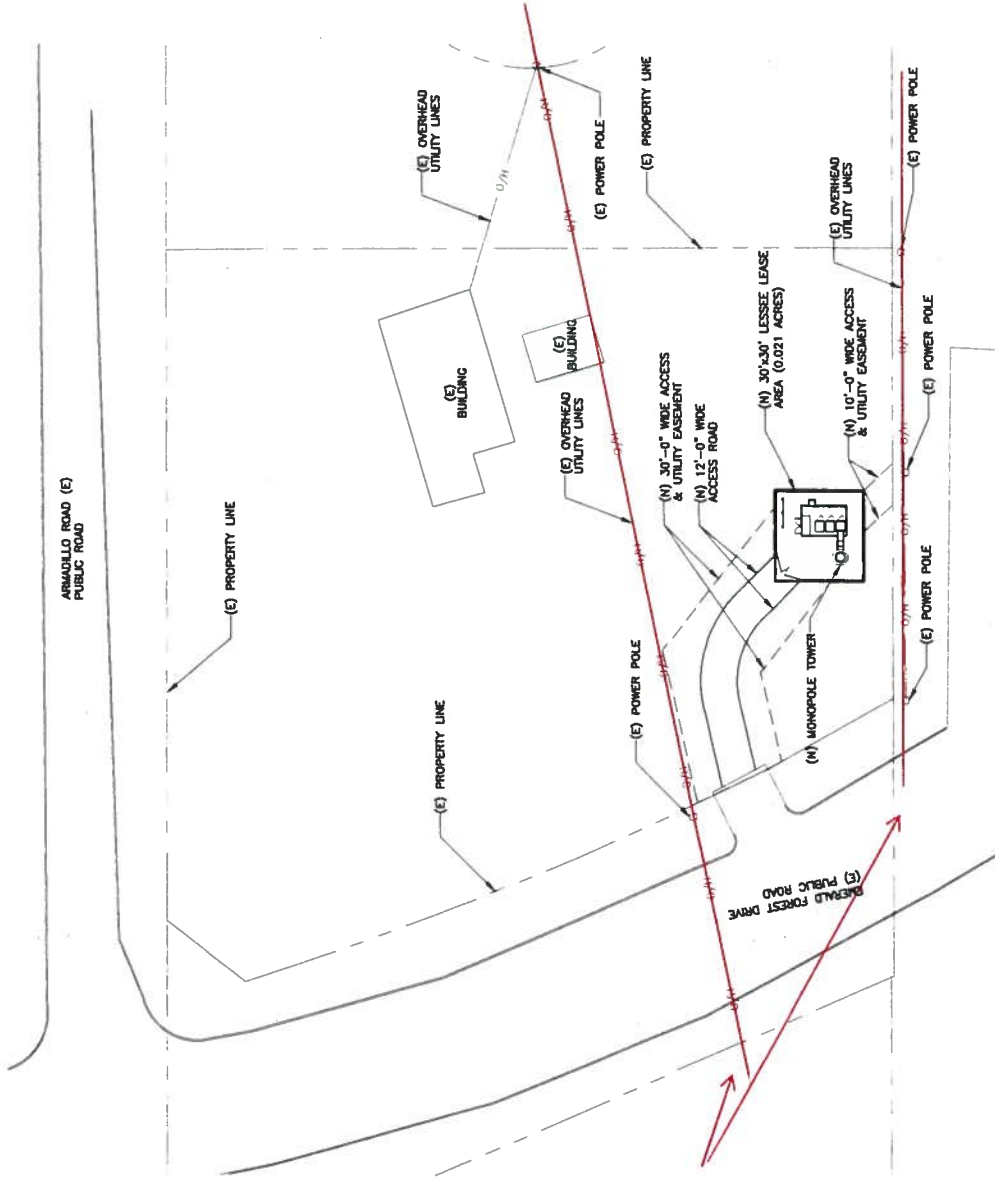 ARMADILLO ROAD (E)
PUBLIC ROAD
(E) PROPERTY LINE
(E) PROPERTY LINE
(E) OVERHEAD
UTILITY LINES
O/H
(E)
BUILDING
(E)
BUILDING
(E) POWER POLE
(E) PROPERTY LINE
(E) OVERHEAD
UTILITY LINES
O/H
O/H
O/H
O/H
O/H
O/H
O/H
O/H
(N) 30'-0" WIDE ACCESS
& UTILITY EASEMENT
(N) 12'-0" WIDE
ACCESS ROAD
(E) POWER POLE
(N) 30'x30' LESSEE LEASE
AREA (0.021 ACRES)
(N) 10'-0" WIDE ACCESS
& UTILITY EASEMENT
(E) OVERHEAD
UTILITY LINES
(E) POWER POLE
(E) POWER POLE
(E) POWER POLE
O/H
O/H
O/H
O/H
(N) MONOPOLE TOWER
EMERALD FOREST DRIVE
(E) PUBLIC ROAD